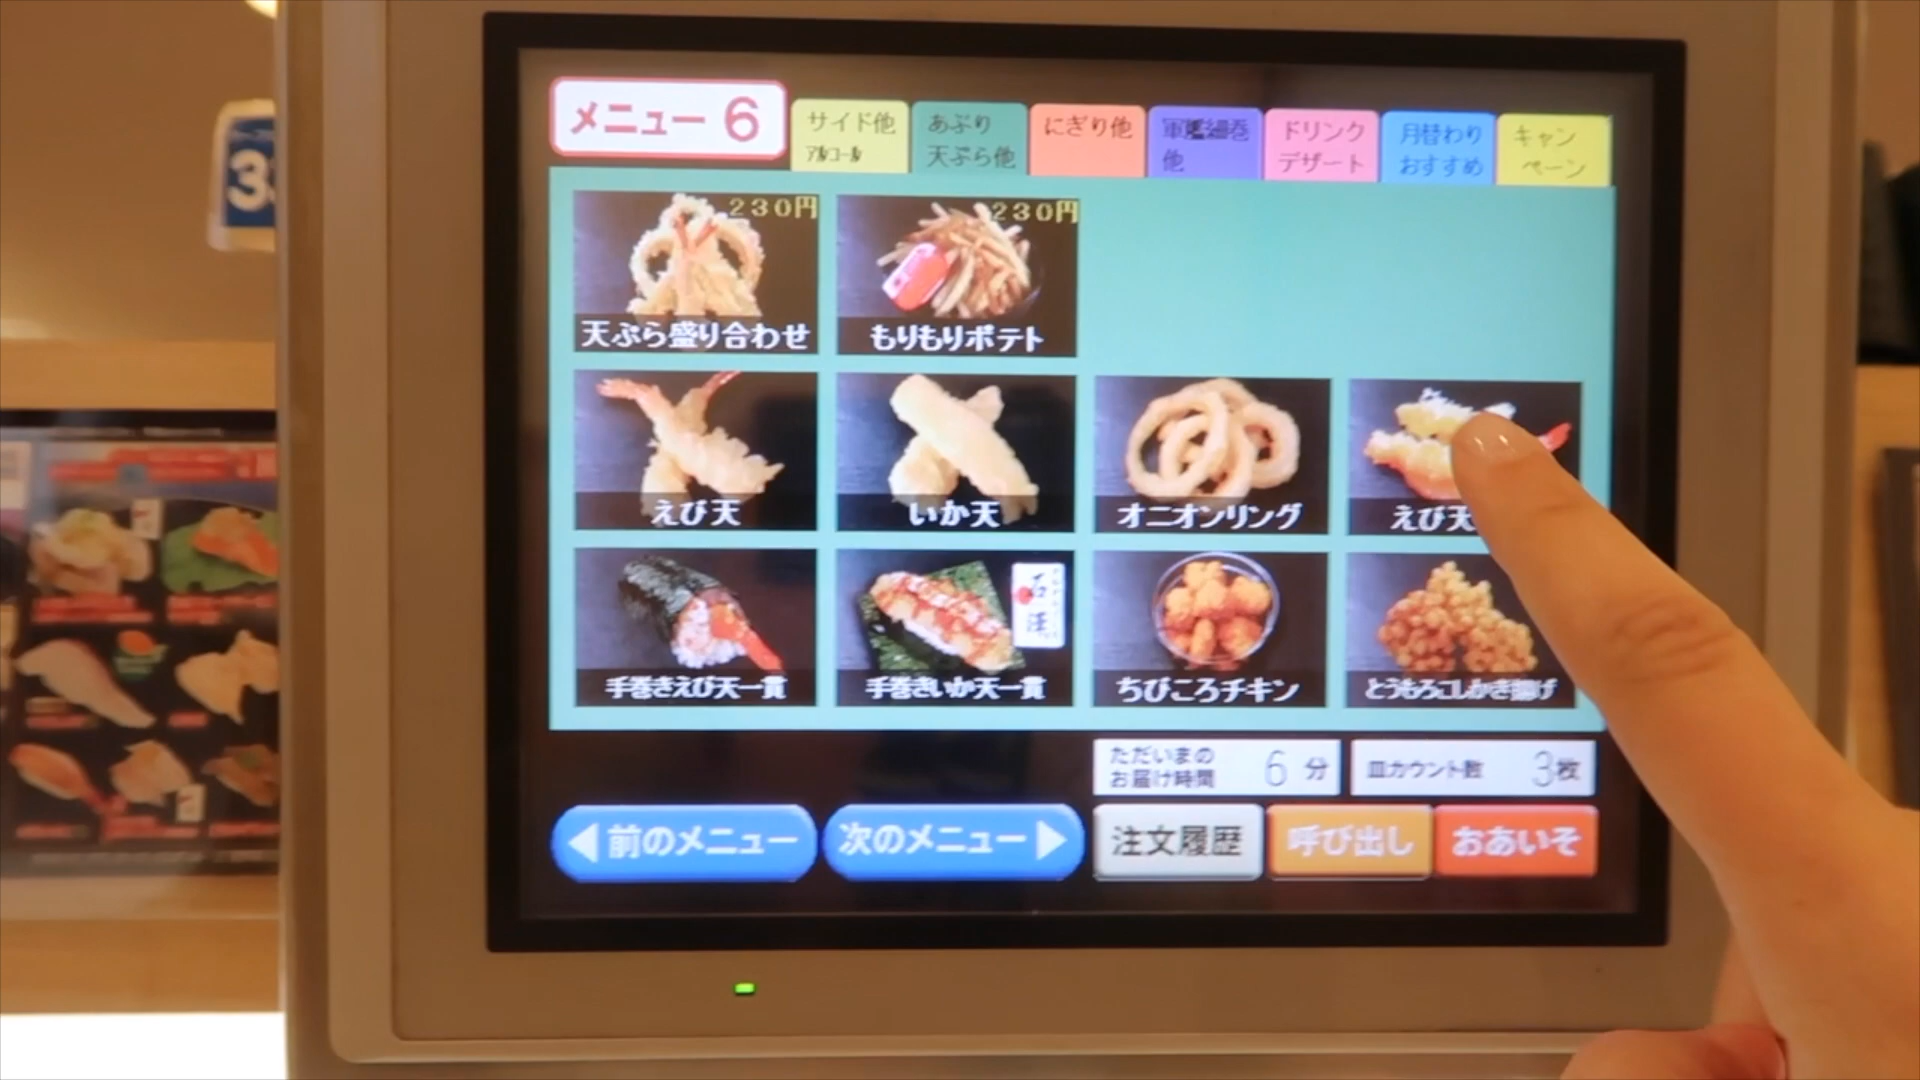 メニュー 6
サイド他
アルコール
あぶり
天ぷら他
にぎり他
軍艦細巻
他
ドリンク
デザート
月替わり
おすすめ
キャン
ペーン
230円
天ぷら盛り合わせ
230円
もりもりポテト
えび天
いか天
オニオンリング
えび天
手巻きえび天一貫
手巻きいか天一貫
ちびころチキン
とうもろこしかき揚げ
ただいまの
お届け時間 6 分
皿カウント数 3枚
◀前のメニュー
次のメニュー▶
注文履歴
呼び出し
おあいそ